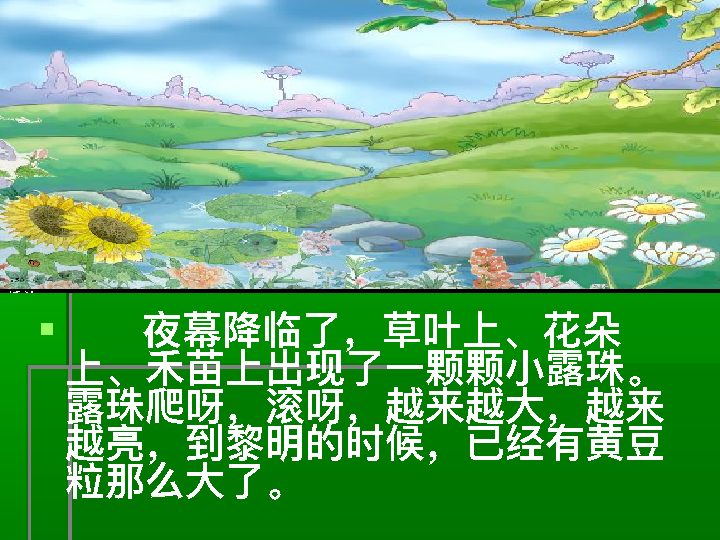 夜幕降临了，草叶上、花朵
上、禾苗上出现了一颗颗小露珠。
露珠爬呀，滚呀，越来越大，越来
越亮，到黎明的时候，已经有黄豆
粒那么大了。